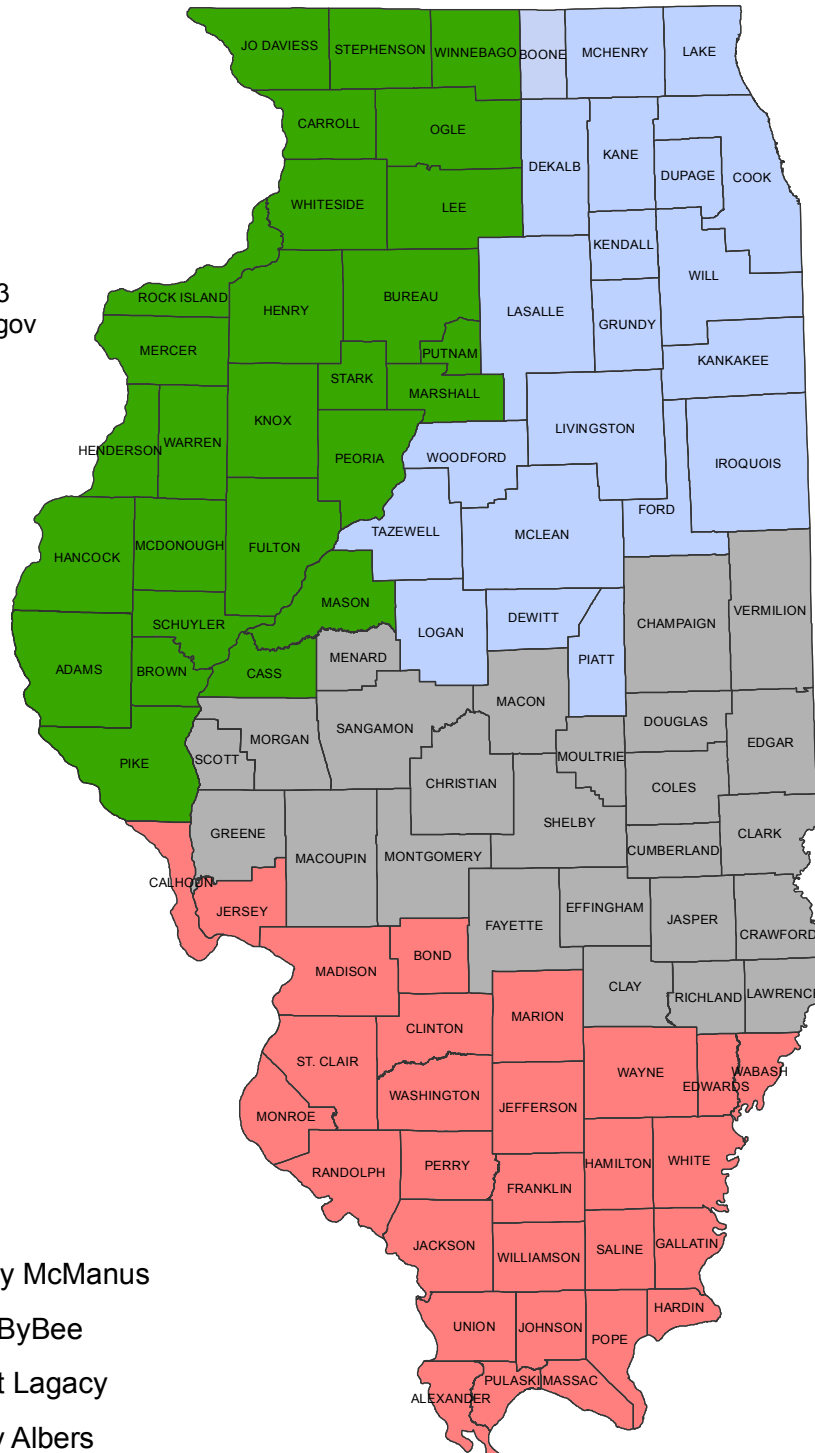 JO DAVIESS
STEPHENSON
WINNEBAGO
BOONE
MCHENRY
LAKE
CARROLL
OGLE
DEKALB
KANE
DUPAGE
COOK
WHITESIDE
LEE
KENDALL
WILL
3
gov
ROCK ISLAND
HENRY
BUREAU
LASALLE
GRUNDY
MERCER
PUTNAM
KANKAKEE
STARK
MARSHALL
KNOX
LIVINGSTON
HENDERSON
WARREN
PEORIA
WOODFORD
IROQUOIS
FORD
TAZEWELL
MCLEAN
HANCOCK
MCDONOUGH
FULTON
MASON
DEWITT
VERMILION
SCHUYLER
LOGAN
CHAMPAIGN
MENARD
PIATT
ADAMS
BROWN
CASS
MACON
DOUGLAS
SANGAMON
MORGAN
EDGAR
SCOTT
MOULTRIE
PIKE
CHRISTIAN
COLES
SHELBY
GREENE
CLARK
CUMBERLAND
MACOUPIN
MONTGOMERY
CALHOUN
EFFINGHAM
JERSEY
JASPER
FAYETTE
CRAWFORD
BOND
MADISON
CLAY
RICHLAND
LAWRENCE
MARION
CLINTON
ST. CLAIR
WAYNE
WABASH
EDWARDS
WASHINGTON
JEFFERSON
MONROE
PERRY
HAMILTON
WHITE
RANDOLPH
FRANKLIN
JACKSON
GALLATIN
SALINE
WILLIAMSON
HARDIN
UNION
JOHNSON
POPE
PULASKI
MASSAC
ALEXANDER
y McManus
ByBee
t Lagacy
y Albers